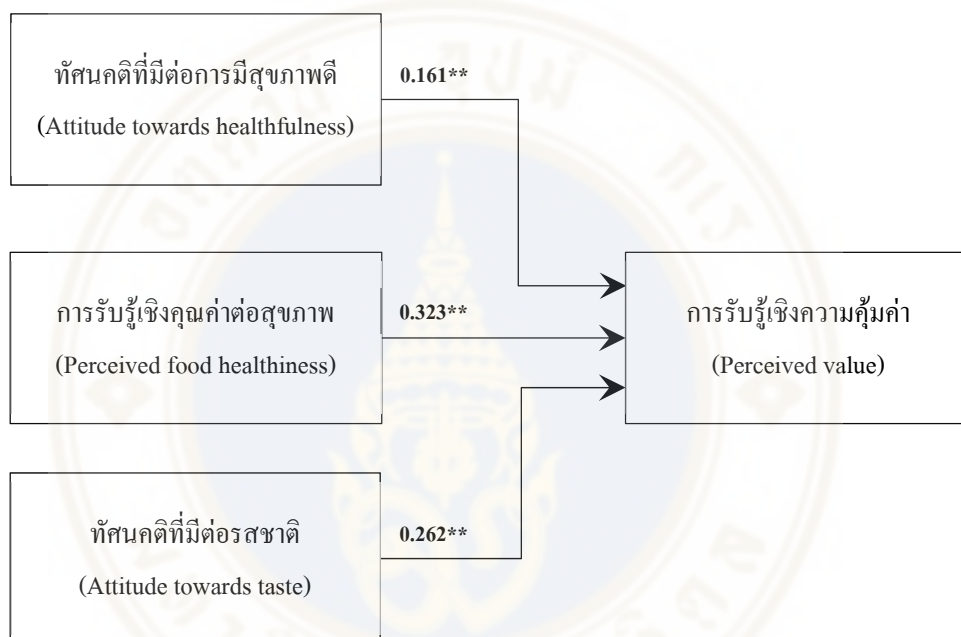 ทัศนคติที่มีต่อการมีสุขภาพดี
(Attitude towards healthfulness)
0.161**
การรับรู้เชิงคุณค่าต่อสุขภาพ
(Perceived food healthiness)
0.323**
การรับรู้เชิงความคุ้มค่า
(Perceived value)
ทัศนคติที่มีต่อรสชาติ
(Attitude towards taste)
0.262**